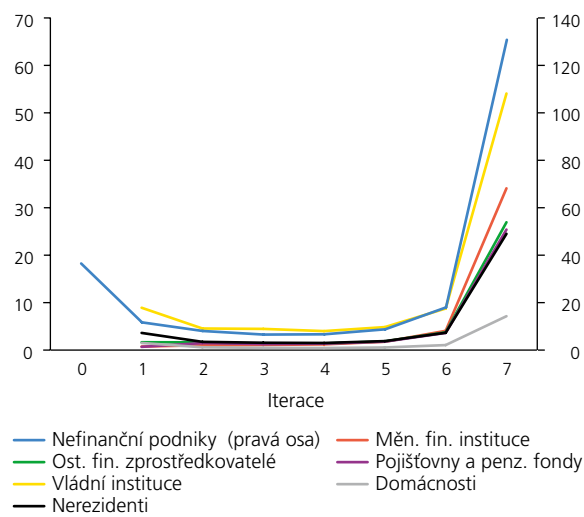 70 140
60 120
50 100
40 80
30 60
20 40
10 20
0 0
0 1 2 3 4 5 6 7
Iterace
Nefinanční podniky (pravá osa) Měn. fin. instituce
Ost. fin. zprostředkovatelé Pojišťovny a penz. fondy
Vládní instituce Domácnosti
Nerezidenti